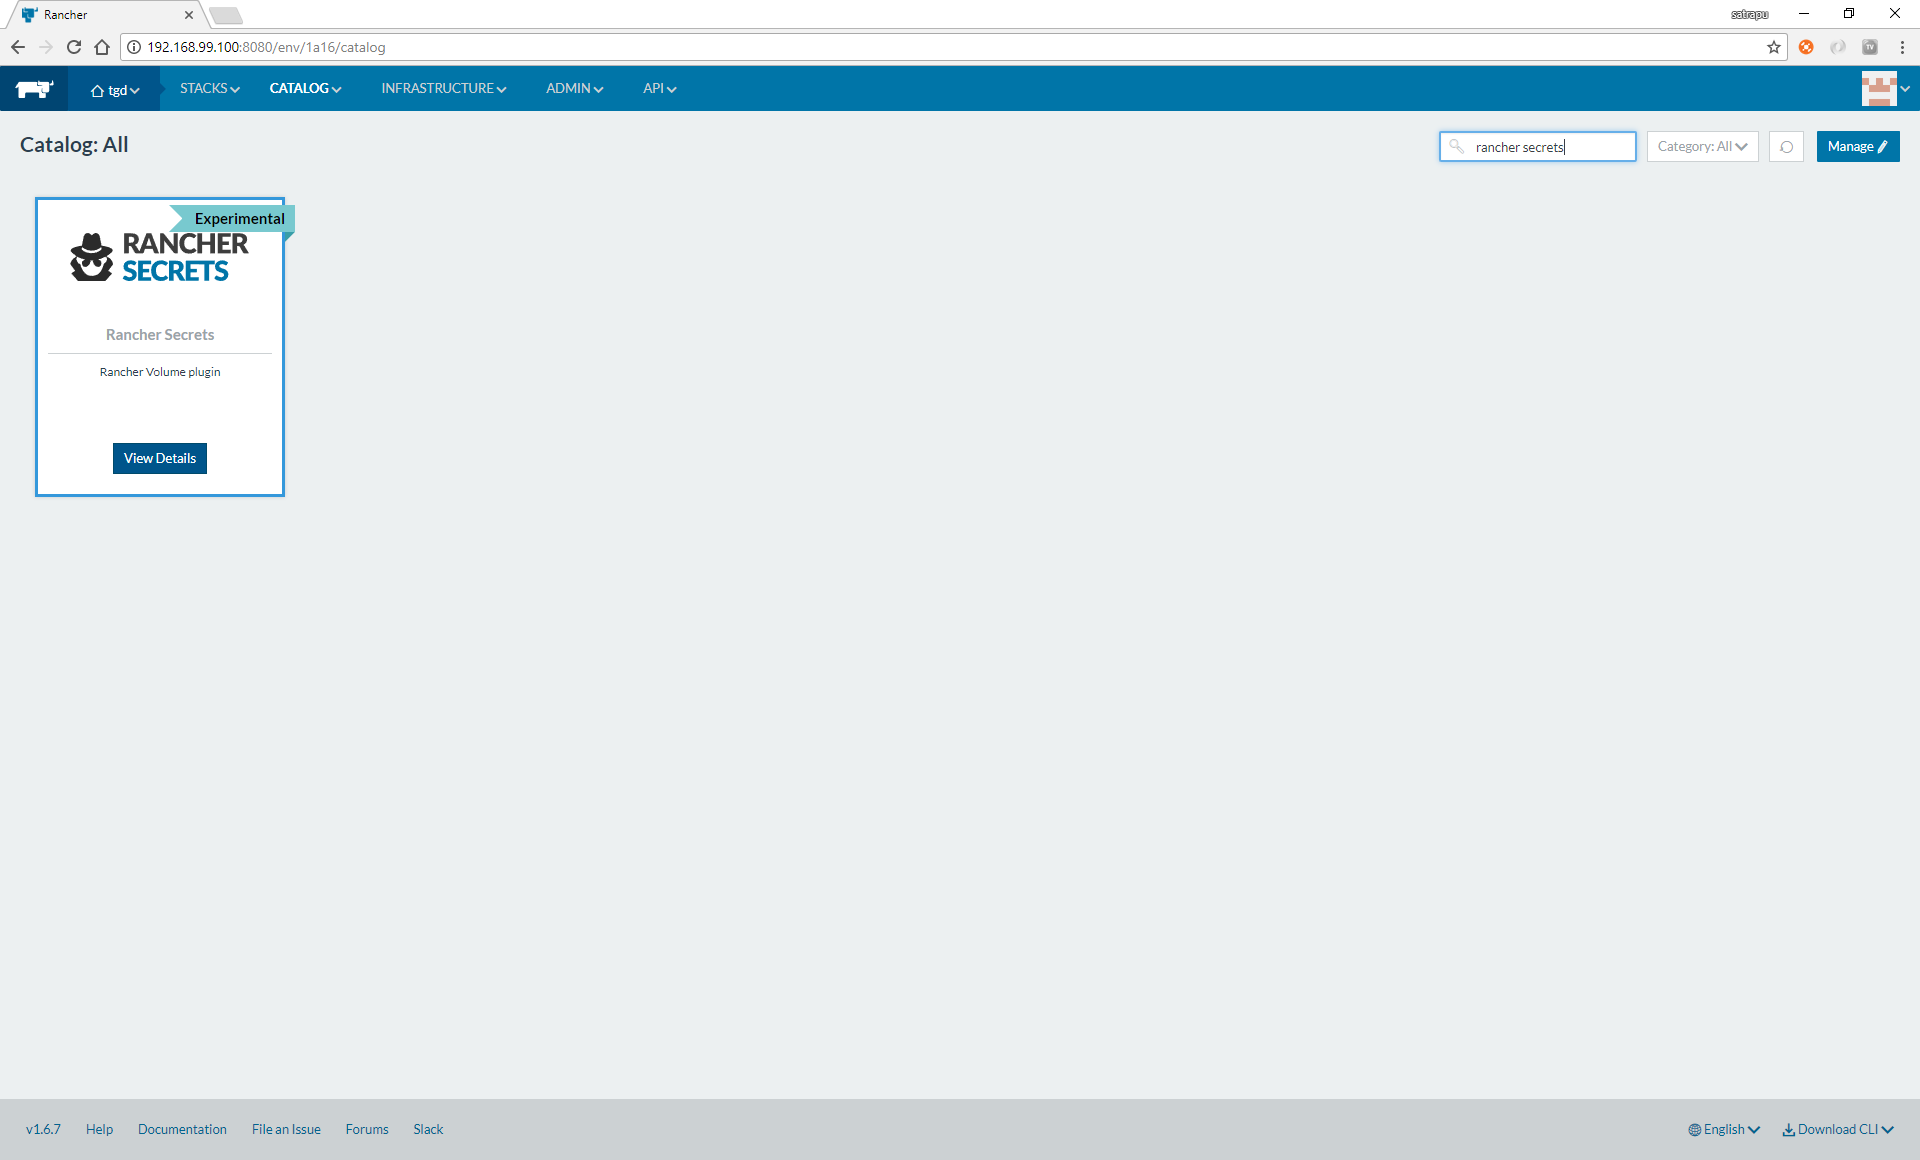 Rancher
satrapu
192.168.99.100:8080/env/1a16/catalog
TV
tgd
STACKS
CATALOG
INFRASTRUCTURE
ADMIN
API
Catalog: All
rancher secrets
Category: All
Manage
Experimental
RANCHER
SECRETS
Rancher Secrets
Rancher Volume plugin
View Details
v1.6.7
Help
Documentation
File an Issue
Forums
Slack
English
Download CLI